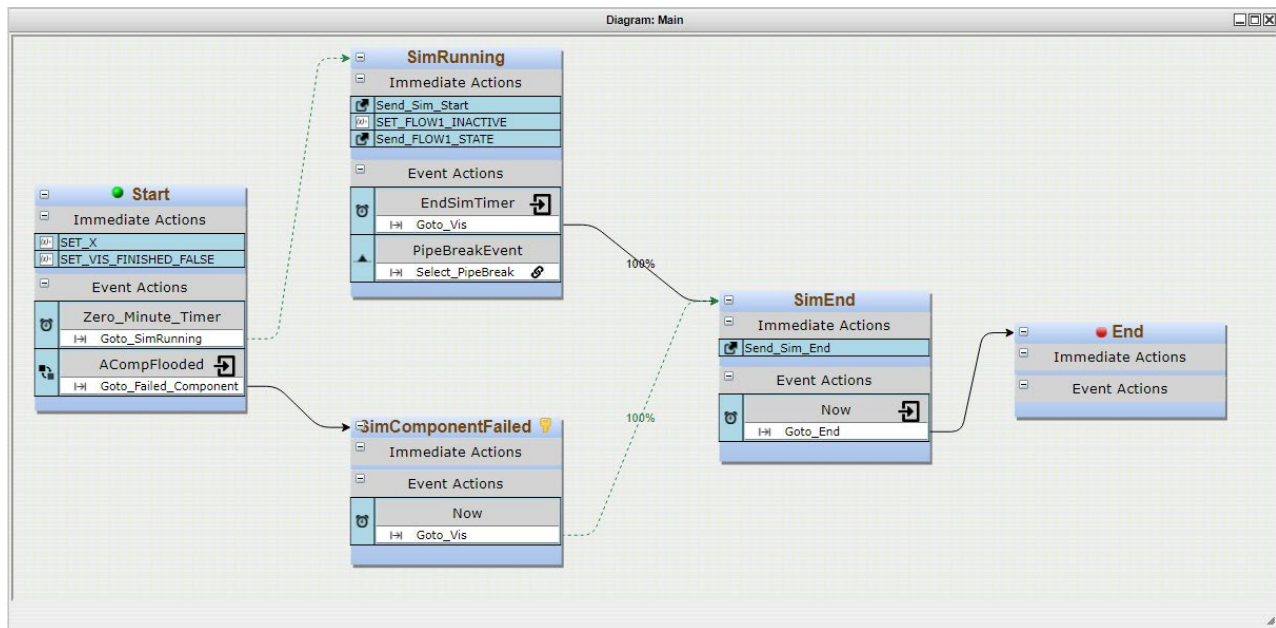 Diagram: Main
Start
Immediate Actions
SET_X
SET_VIS_FINISHED_FALSE
Event Actions
Zero_Minute_Timer
Goto_SimRunning
ACompFlooded
Goto_Failed_Component
SimRunning
Immediate Actions
Send_Sim_Start
SET_FLOW1_INACTIVE
Send_FLOW1_STATE
Event Actions
EndSimTimer
Goto_Vis
PipeBreakEvent
Select_PipeBreak
SimComponentFailed
Immediate Actions
Event Actions
Now
Goto_Vis
100%
100%
SimEnd
Immediate Actions
Send_Sim_End
Event Actions
Now
Goto_End
End
Immediate Actions
Event Actions